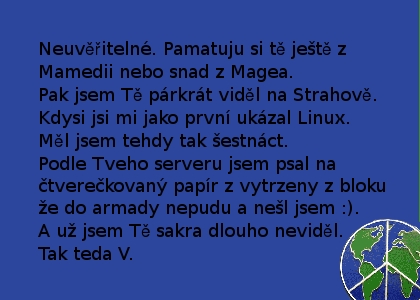 Neuvěřitelné. Pamatuju si tě ještě z
Mamedii nebo snad z Magea.
Pak jsem Tě párkrát viděl na Strahově.
Kdysi jsi mi jako první ukázal Linux.
Měl jsem tehdy tak šestnáct.
Podle Tveho serveru jsem psal na
čtverečkovaný papír z vytrzeny z bloku
že do armady nepudu a nešl jsem :).
A už jsem Tě sakra dlouho neviděl.
Tak teda V.